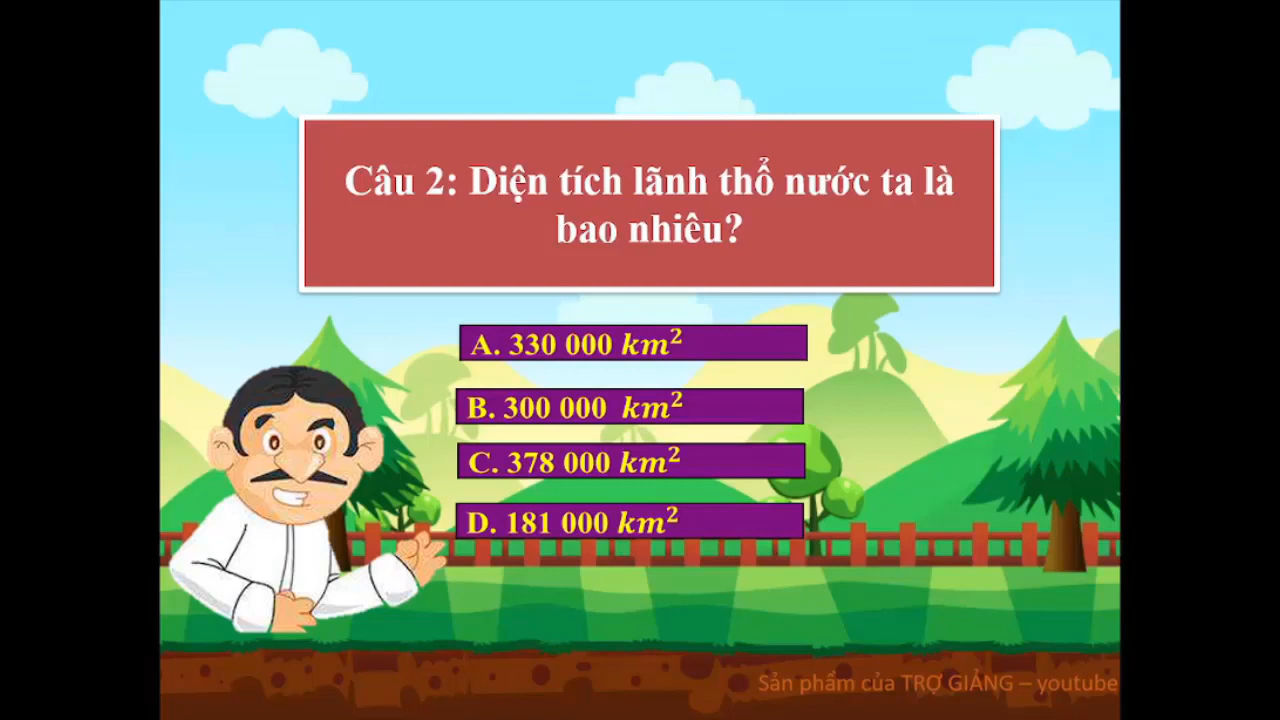 Câu 2: Diện tích lãnh thổ nước ta là
bao nhiêu?
A. 330 000 km²
B. 300 000 km²
C. 378 000 km²
D. 181 000 km²
Sản phẩm của TRỢ GIẢNG – youtube